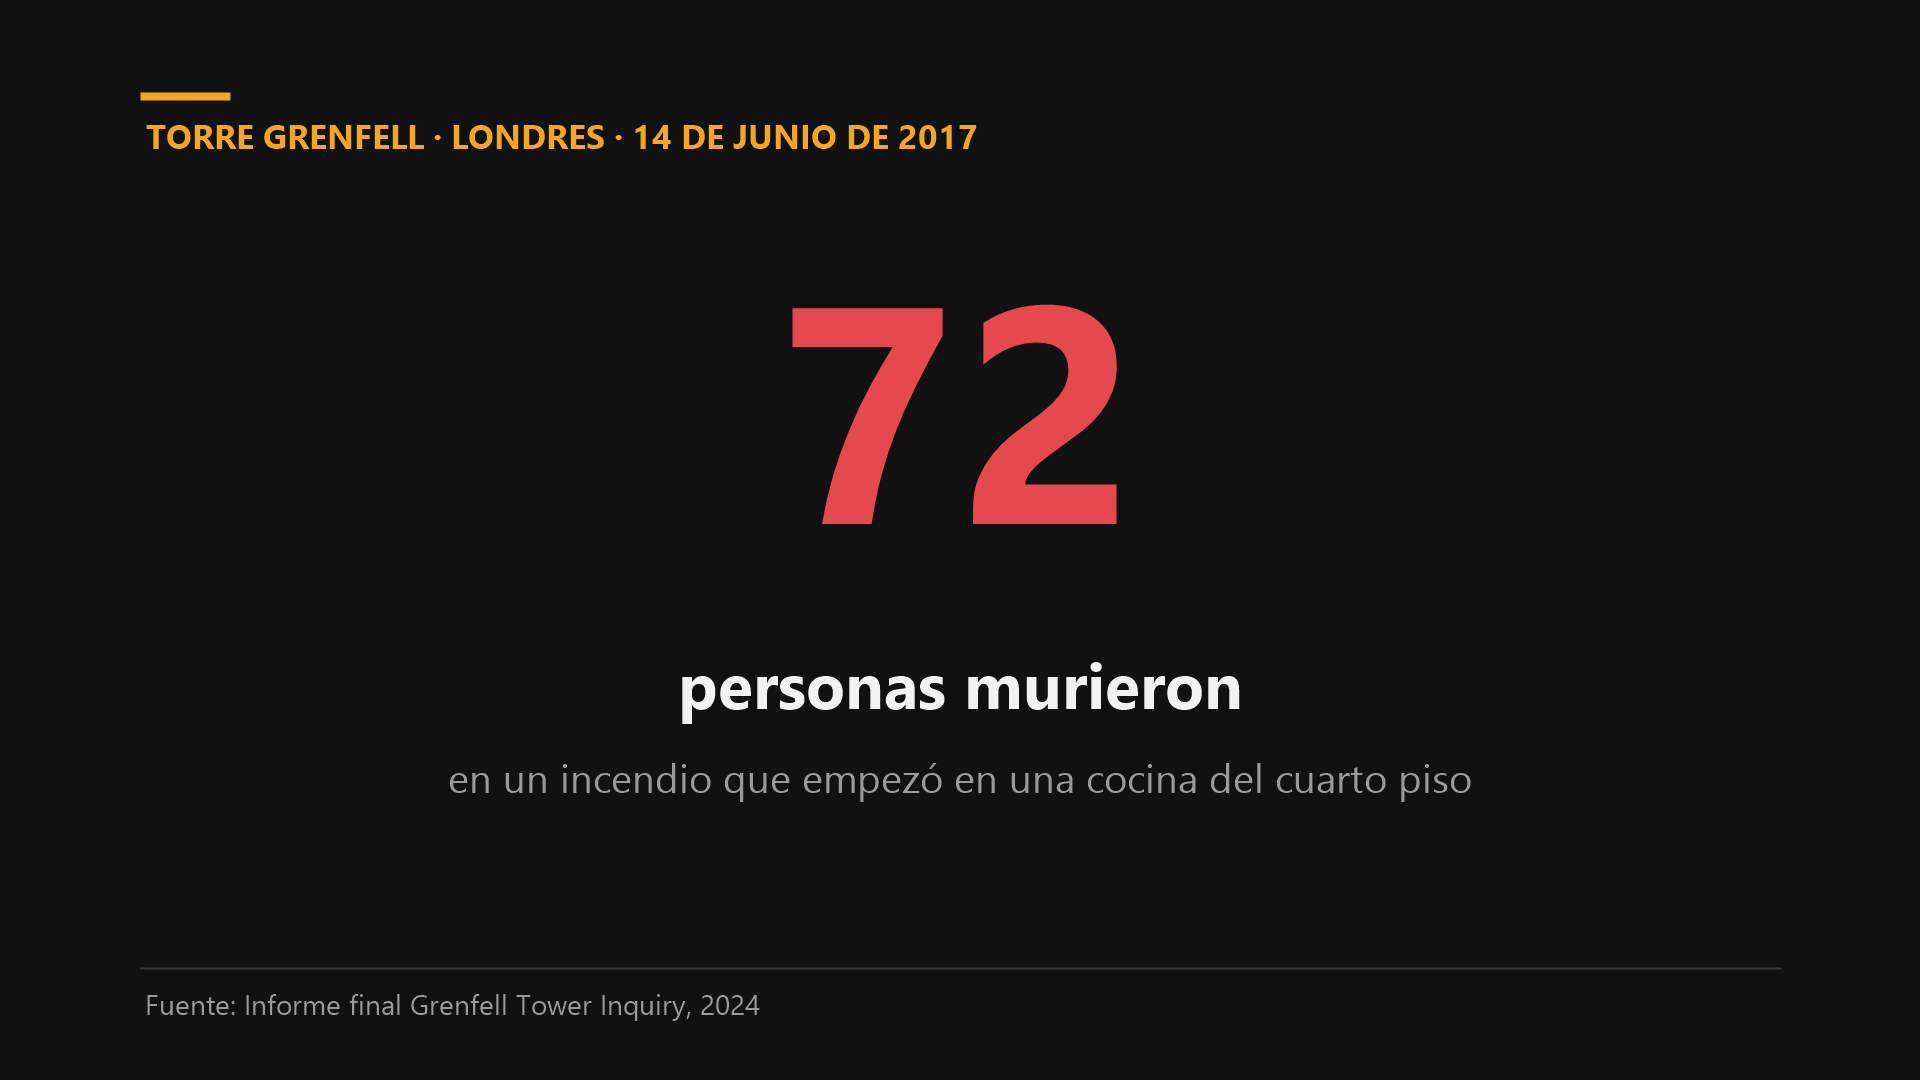 TORRE GRENFELL · LONDRES · 14 DE JUNIO DE 2017
72
personas murieron
en un incendio que empezó en una cocina del cuarto piso
Fuente: Informe final Grenfell Tower Inquiry, 2024